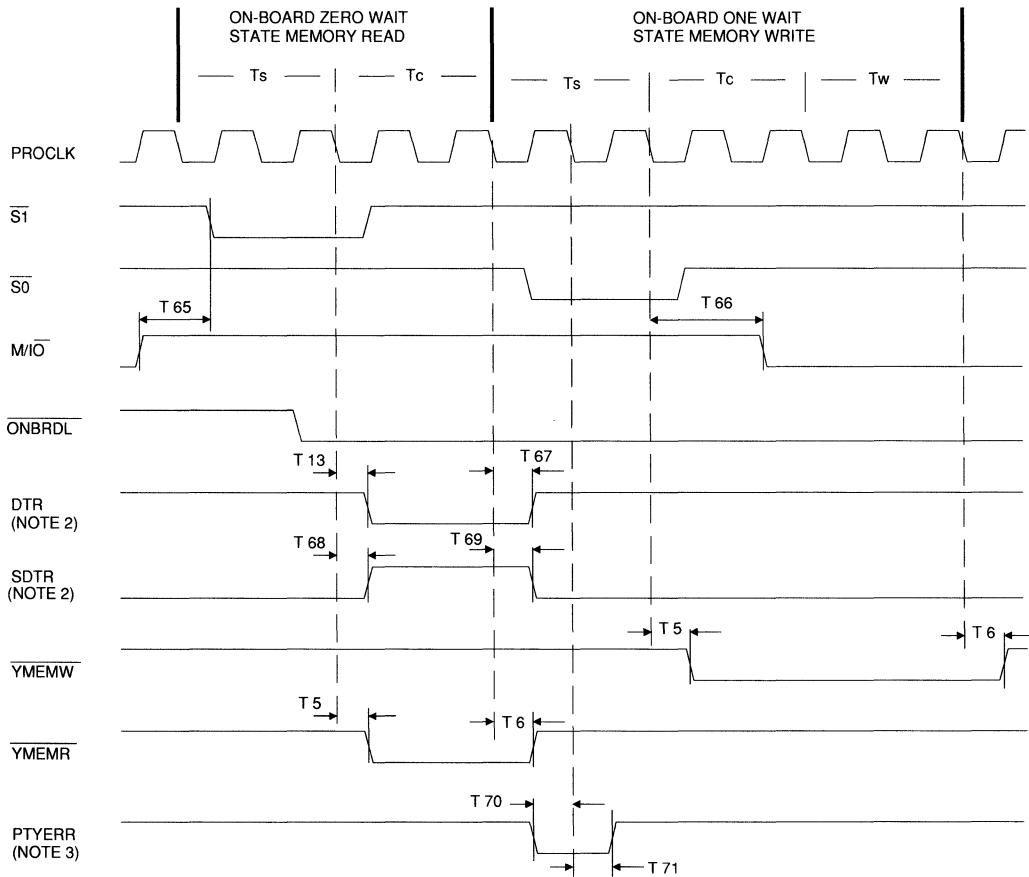 ON-BOARD ZERO WAIT
STATE MEMORY READ
ON-BOARD ONE WAIT
STATE MEMORY WRITE
Ts
Tc
Ts
Tc
Tw
PROCLK
S1
S0
T 65
T 66
M/IO
ONBRDL
T 13
T 67
DTR
(NOTE 2)
T 68
T 69
SDTR
(NOTE 2)
T 5
T 6
YMEMW
T 5
T 6
YMEMR
T 70
PTYERR
(NOTE 3)
T 71